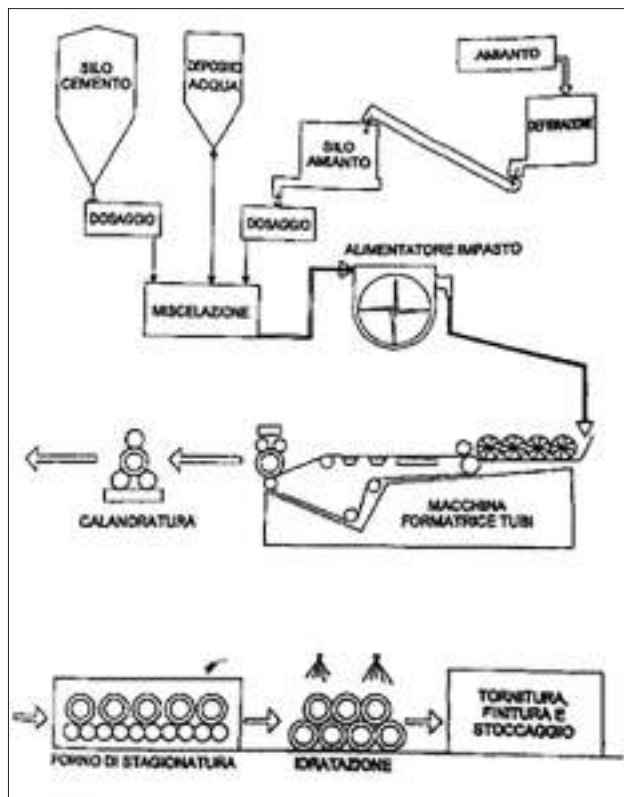 SILO
CEMENTO
DEPOSITO
ACQUA
AMIANTO
DEFIBRAZIONE
SILO
AMIANTO
DOSAGGIO
DOSAGGIO
ALIMENTATORE IMPASTO
MISCELAZIONE
CALANDRATURA
MACCHINA
FORMATRICE TUBI
FORNO DI STAGIONATURA
IDRATAZIONE
TORNITURA,
FINITURA E
STOCCAGGIO